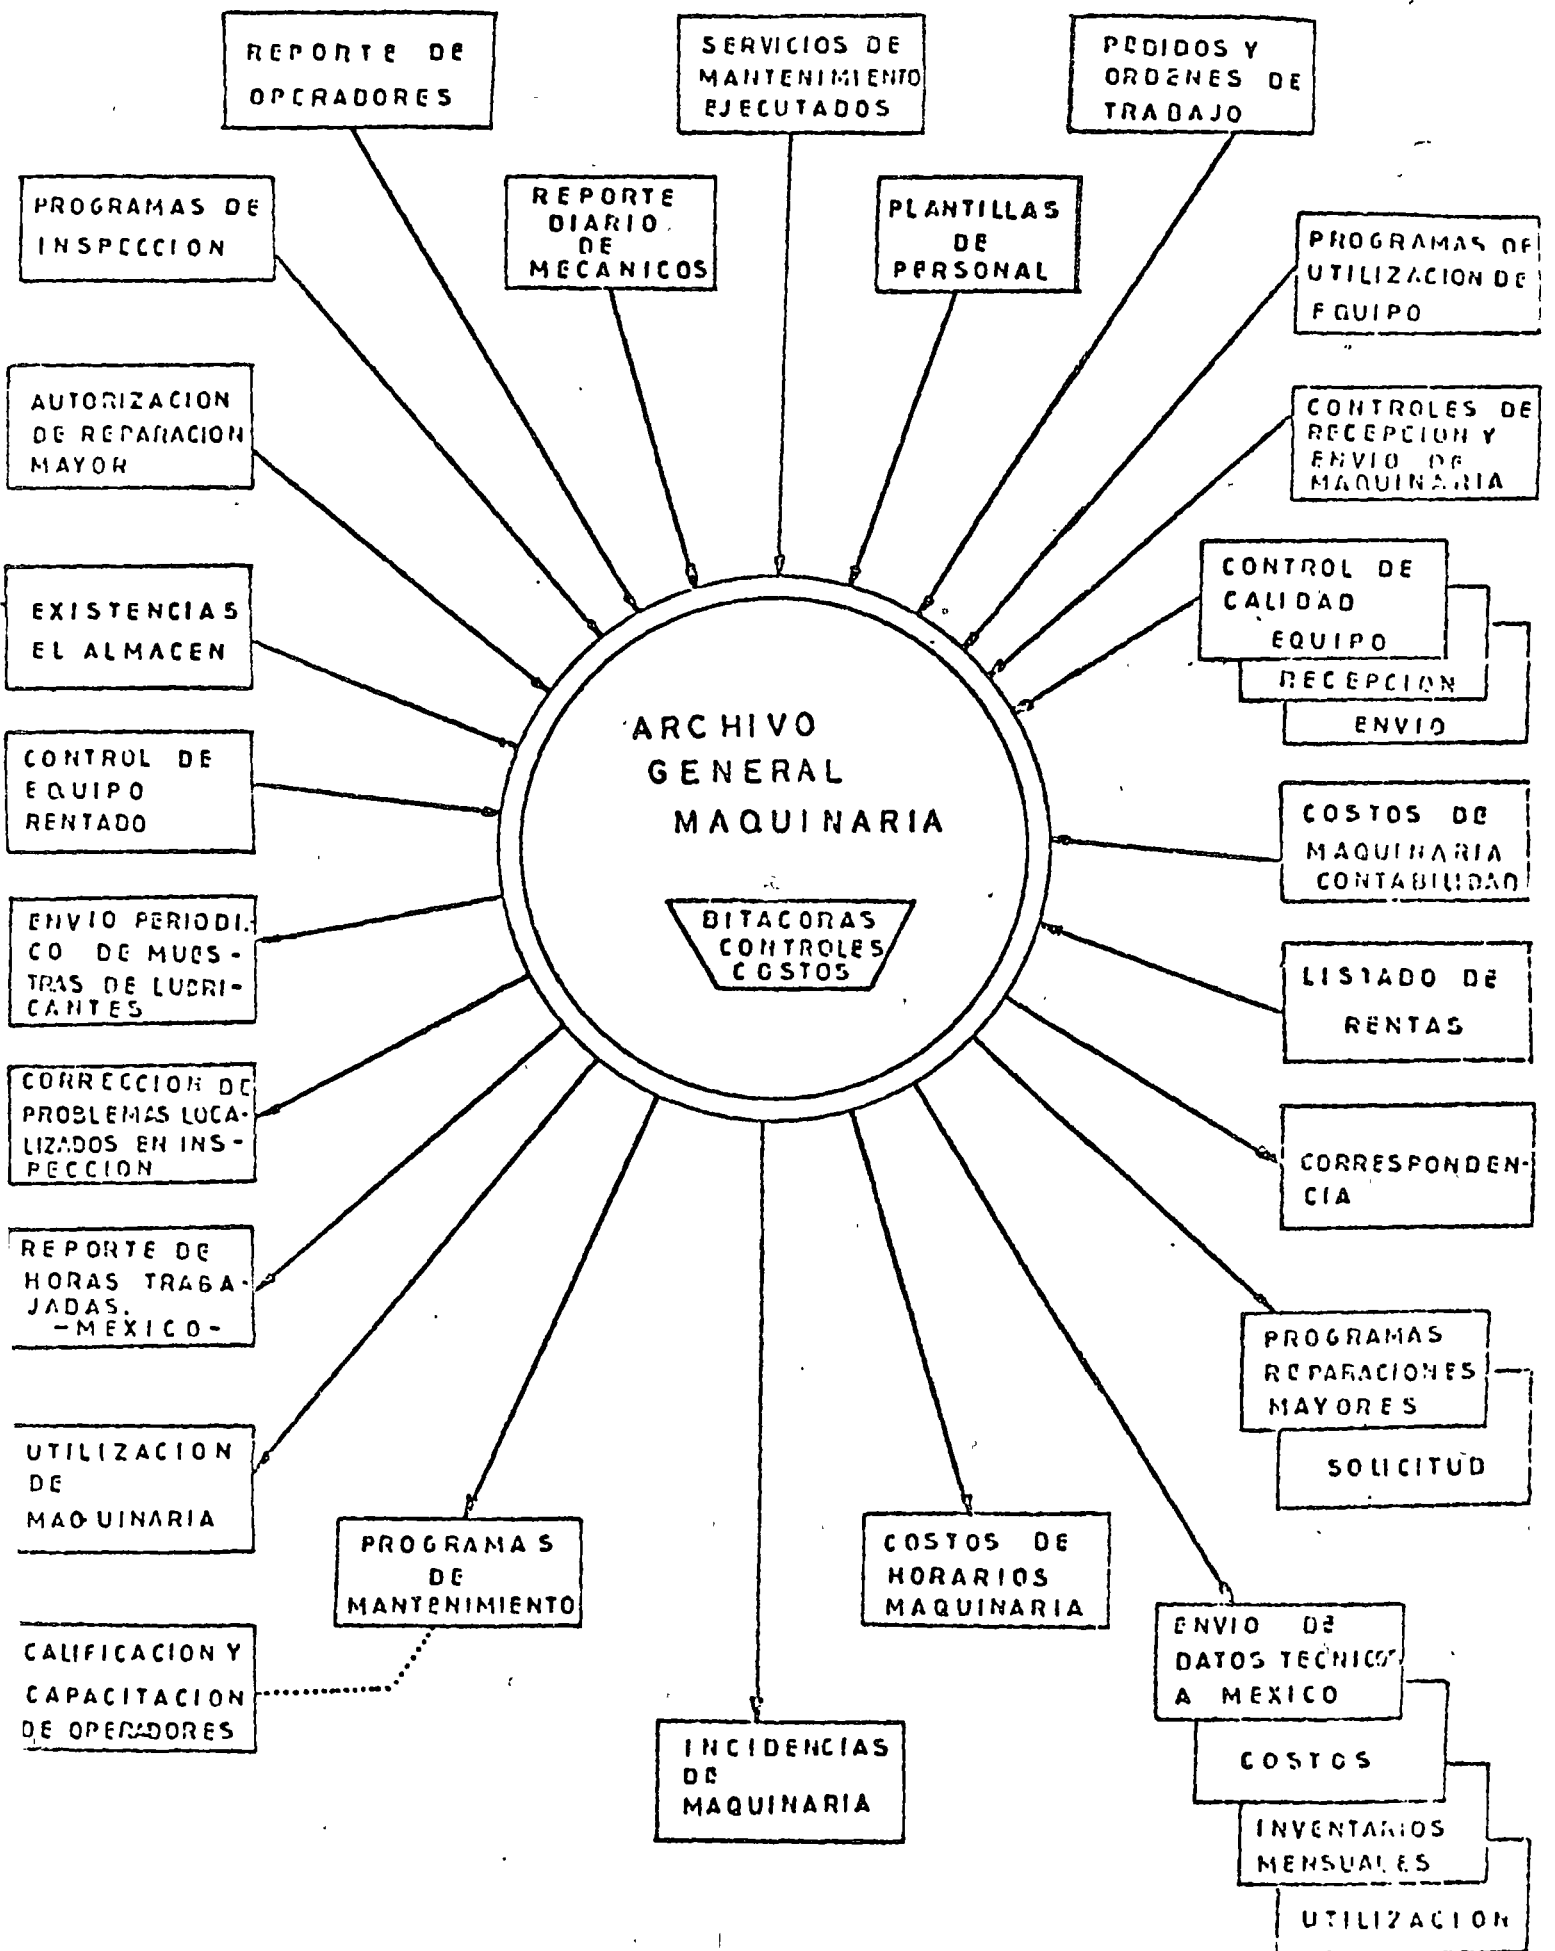 REPORTE DE
OPERADORES
SERVICIOS DE
MANTENIMIENTO
EJECUTADOS
PEDIDOS Y
ORDENES DE
TRABAJO
PROGRAMAS DE
INSPECCION
REPORTE
DIARIO
DE
MECANICOS
PLANTILLAS
DE
PERSONAL
PROGRAMAS DE
UTILIZACION DE
EQUIPO
AUTORIZACION
DE REPARACION
MAYOR
CONTROLES DE
RECEPCION Y
ENVIO DE
MAQUINARIA
EXISTENCIAS
EL ALMACEN
CONTROL DE
CALIDAD
EQUIPO
RECEPCION
ENVIO
ARCHIVO
GENERAL
MAQUINARIA
BITACORAS
CONTROLES
COSTOS
CONTROL DE
EQUIPO
RENTADO
COSTOS DE
MAQUINARIA
CONTABILIDAD
ENVIO PERIODI-
CO DE MUES-
TRAS DE LUBRI-
CANTES
LISTADO DE
RENTAS
CORRECCION DE
PROBLEMAS LOCA-
LIZADOS EN INS-
PECCION
CORRESPONDEN-
CIA
REPORTE DE
HORAS TRABA-
JADAS.
-MEXICO-
PROGRAMAS
REPARACIONES
MAYORES
SOLICITUD
UTILIZACION
DE
MAQUINARIA
PROGRAMAS
DE
MANTENIMIENTO
COSTOS DE
HORARIOS
MAQUINARIA
CALIFICACION Y
CAPACITACION
DE OPERADORES
INCIDENCIAS
DE
MAQUINARIA
ENVIO DE
DATOS TECNICOS
A MEXICO
COSTOS
INVENTARIOS
MENSUALES
UTILIZACION